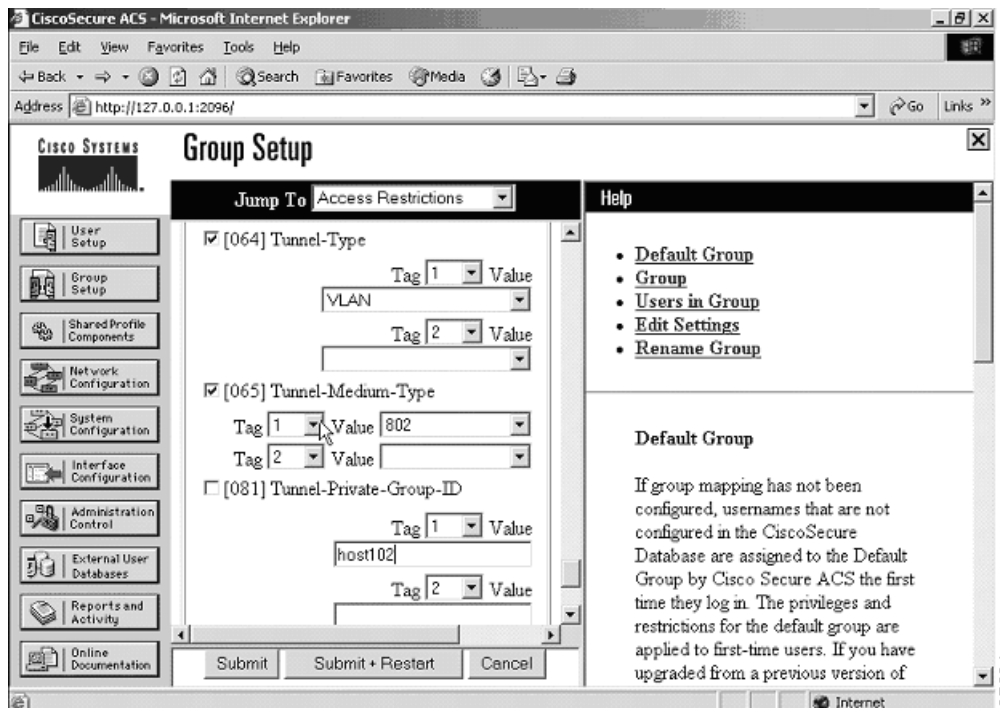 CiscoSecure ACS - Microsoft Internet Explorer
File Edit View Favorites Tools Help
Back Search Favorites Media
Address http://127.0.0.1:2096/ Go Links »
CISCO SYSTEMS
Group Setup
Jump To Access Restrictions
User
Setup
Group
Setup
Shared Profile
Components
Network
Configuration
System
Configuration
Interface
Configuration
Administration
Control
External User
Databases
Reports and
Activity
Online
Documentation
[064] Tunnel-Type
Tag 1 Value
VLAN
Tag 2 Value
[065] Tunnel-Medium-Type
Tag 1 Value 802
Tag 2 Value
[081] Tunnel-Private-Group-ID
Tag 1 Value
host102
Tag 2 Value
Submit Submit + Restart Cancel
Help
• Default Group
• Group
• Users in Group
• Edit Settings
• Rename Group
Default Group
If group mapping has not been
configured, usernames that are not
configured in the CiscoSecure
Database are assigned to the Default
Group by Cisco Secure ACS the first
time they log in. The privileges and
restrictions for the default group are
applied to first-time users. If you have
upgraded from a previous version of
Internet